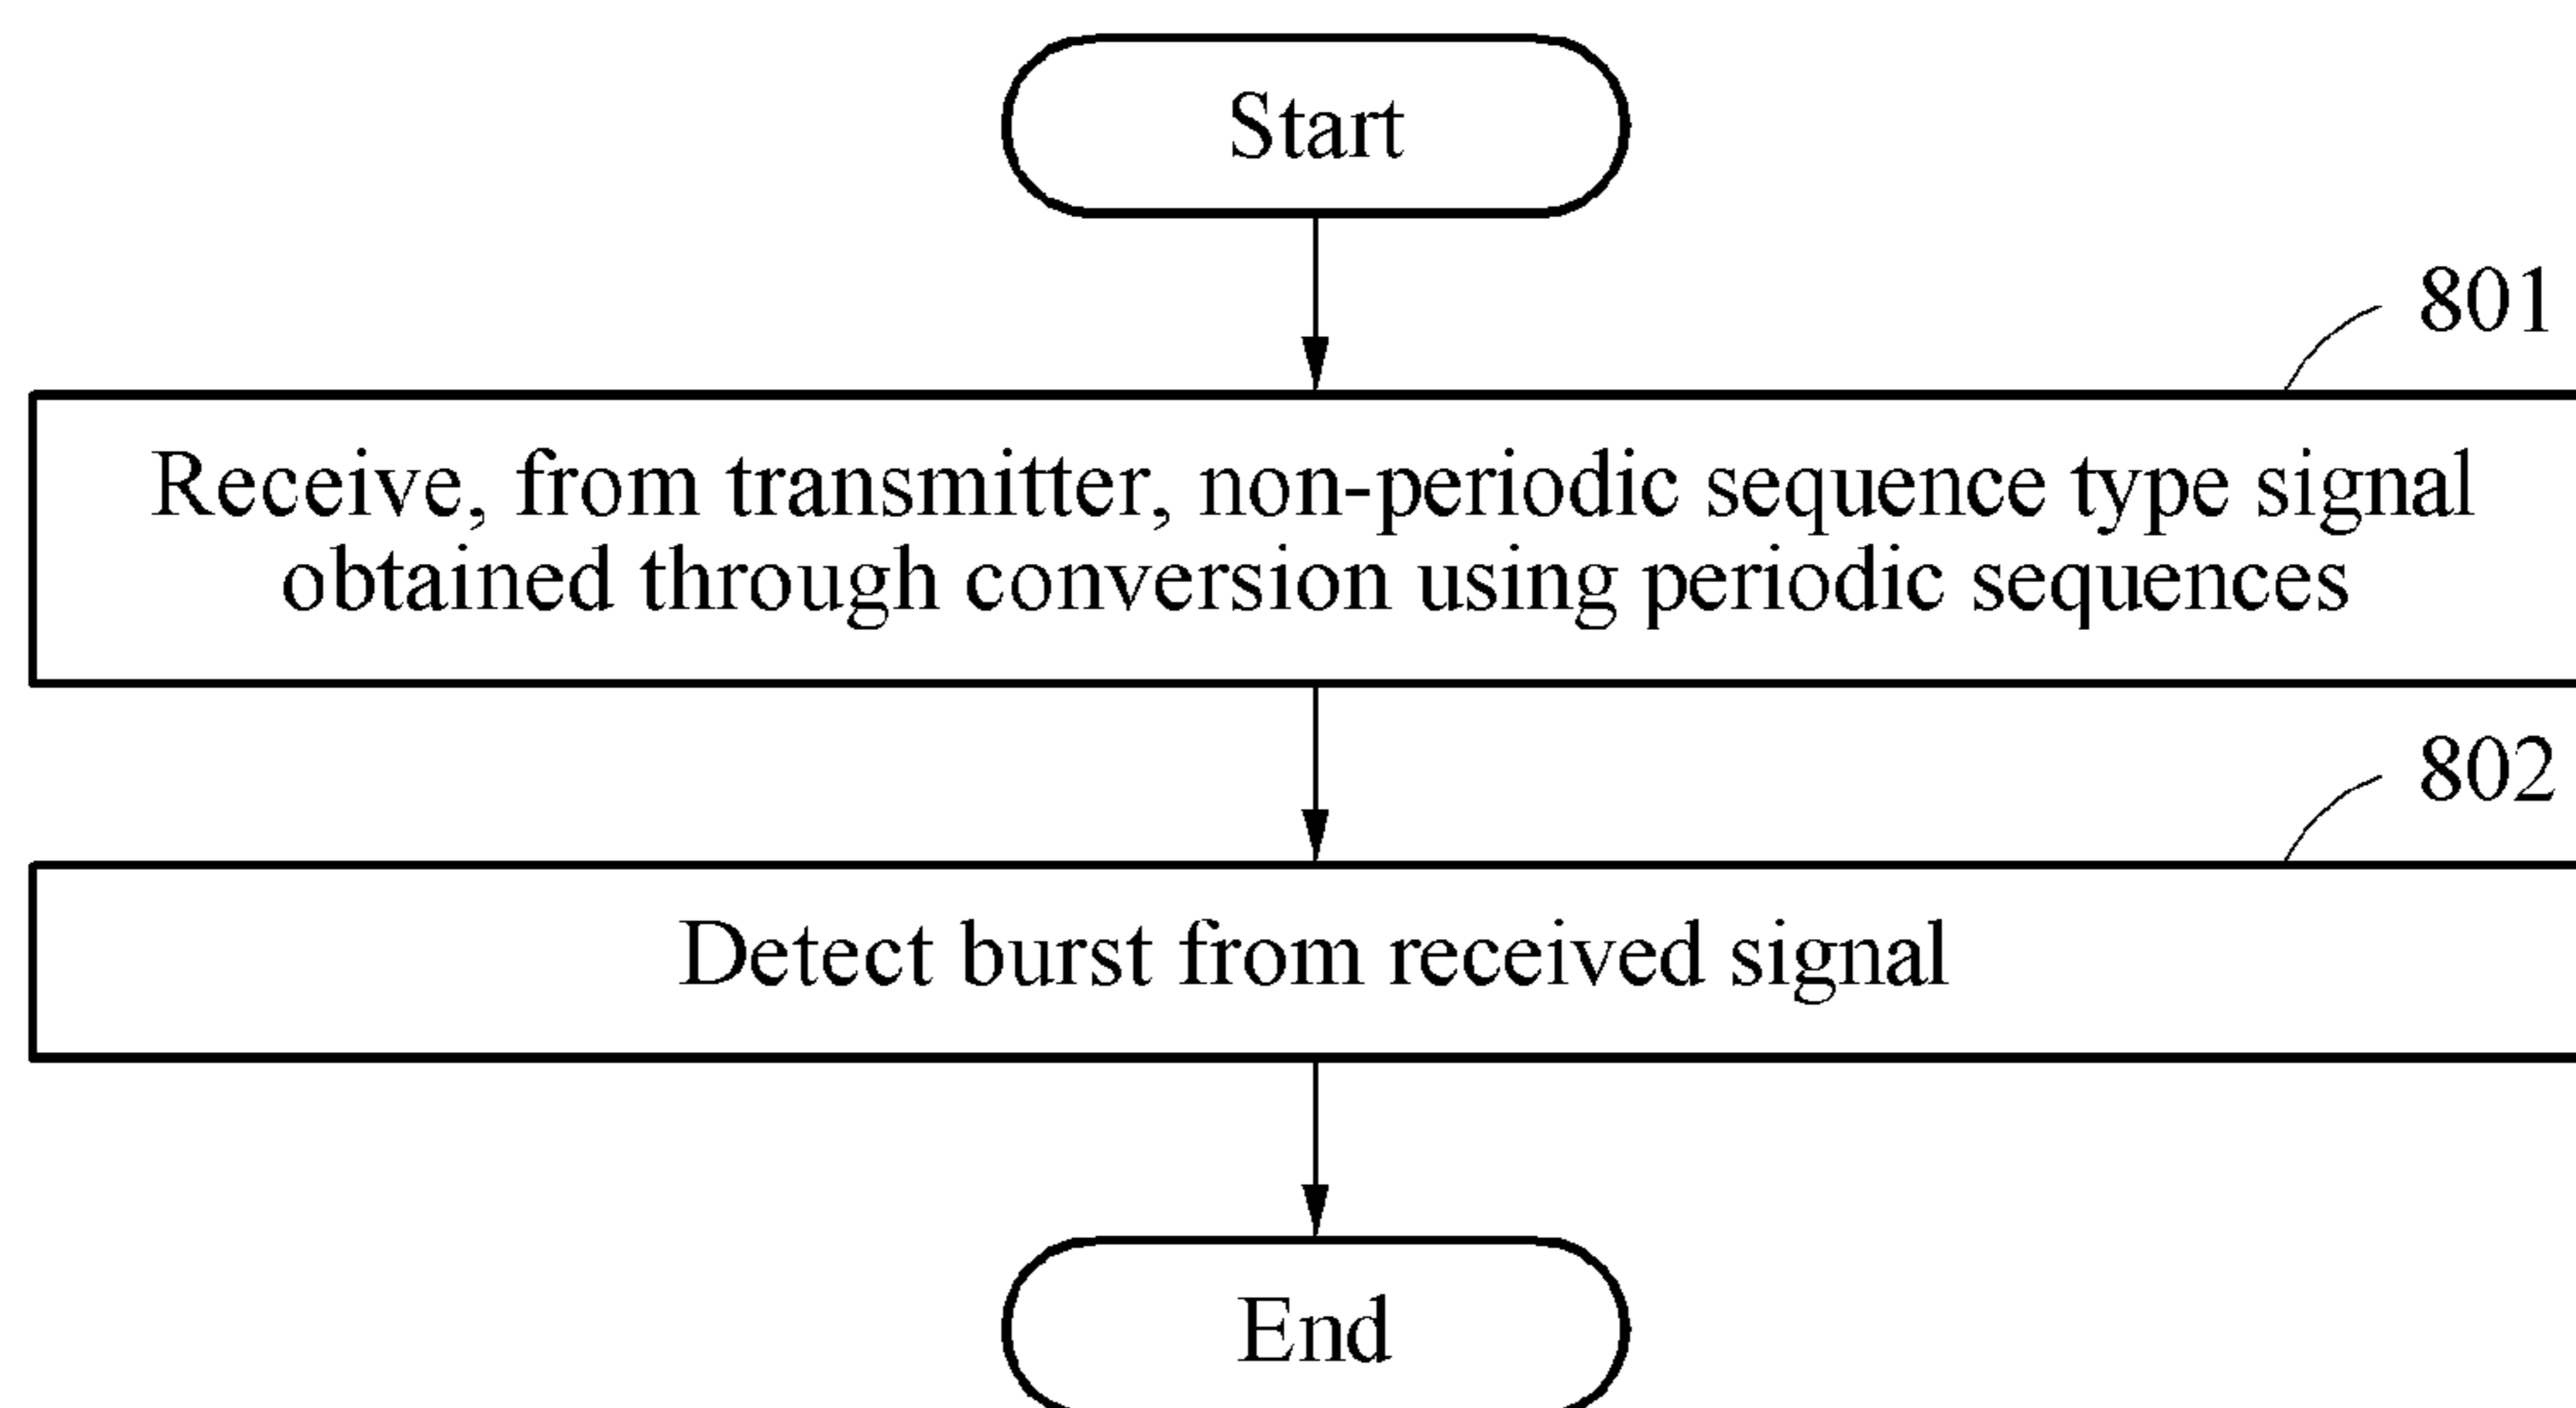 Start
801
Receive, from transmitter, non-periodic sequence type signal
obtained through conversion using periodic sequences
802
Detect burst from received signal
End